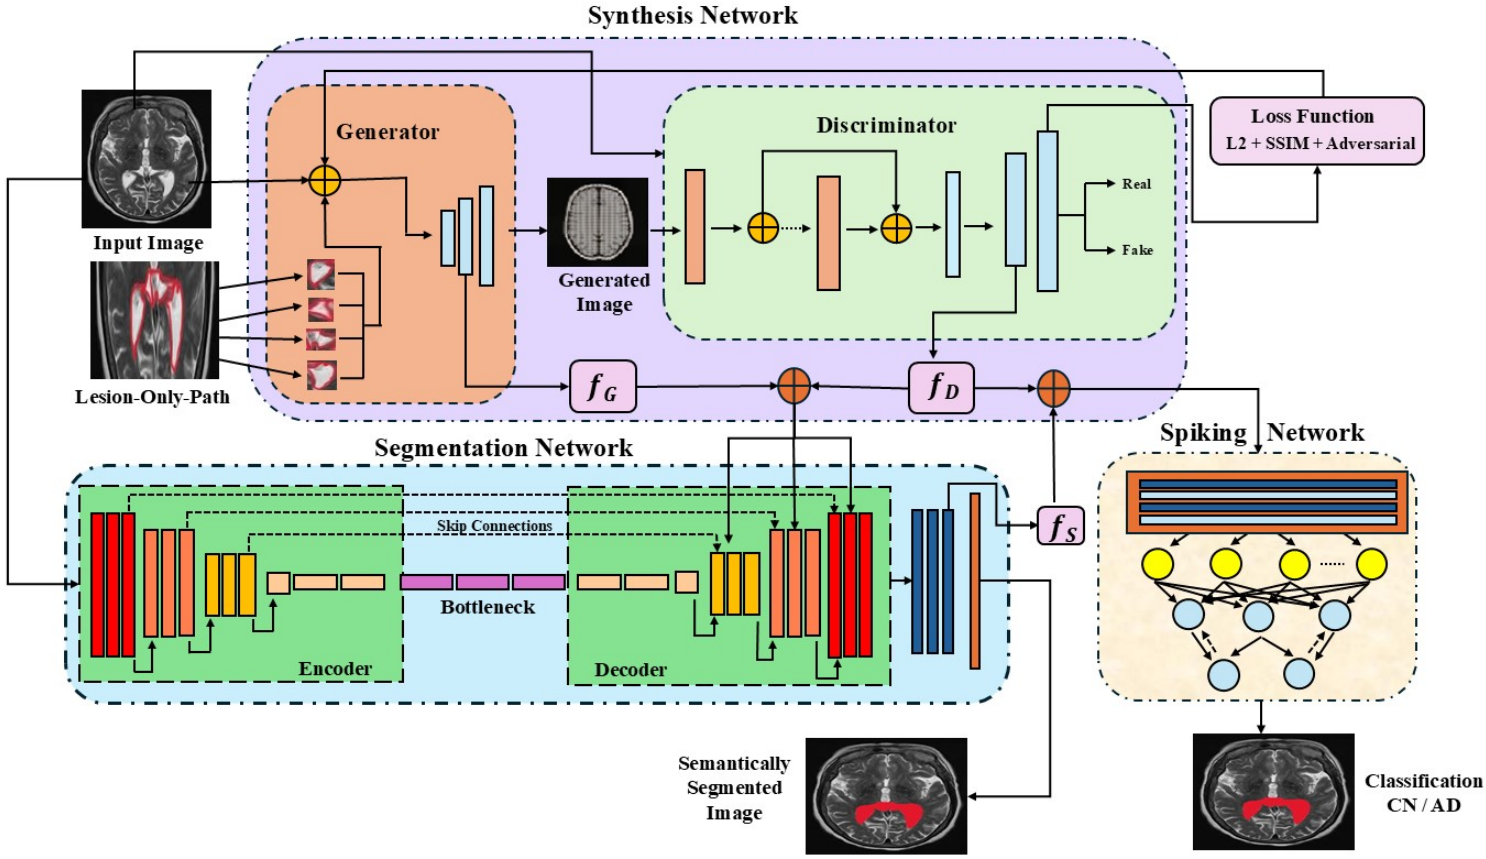 Synthesis Network
Generator
Discriminator
Loss Function
L2 + SSIM + Adversarial
Real
Fake
Input Image
Generated
Image
Lesion-Only-Path
f_G
f_D
Segmentation Network
Spiking Network
Skip Connections
f_S
Bottleneck
Encoder
Decoder
Semantically
Segmented
Image
Classification
CN / AD